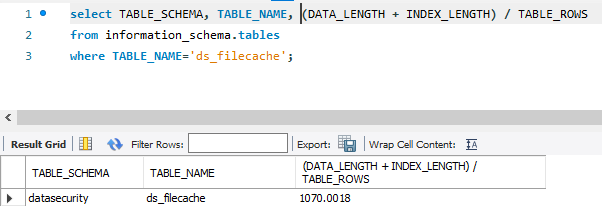 1 select TABLE_SCHEMA, TABLE_NAME, (DATA_LENGTH + INDEX_LENGTH) / TABLE_ROWS
2 from information_schema.tables
3 where TABLE_NAME='ds_filecache';
Result Grid Filter Rows: Export: Wrap Cell Content: IA
TABLE_SCHEMA TABLE_NAME (DATA_LENGTH + INDEX_LENGTH) /
TABLE_ROWS
datasecurity ds_filecache 1070.0018